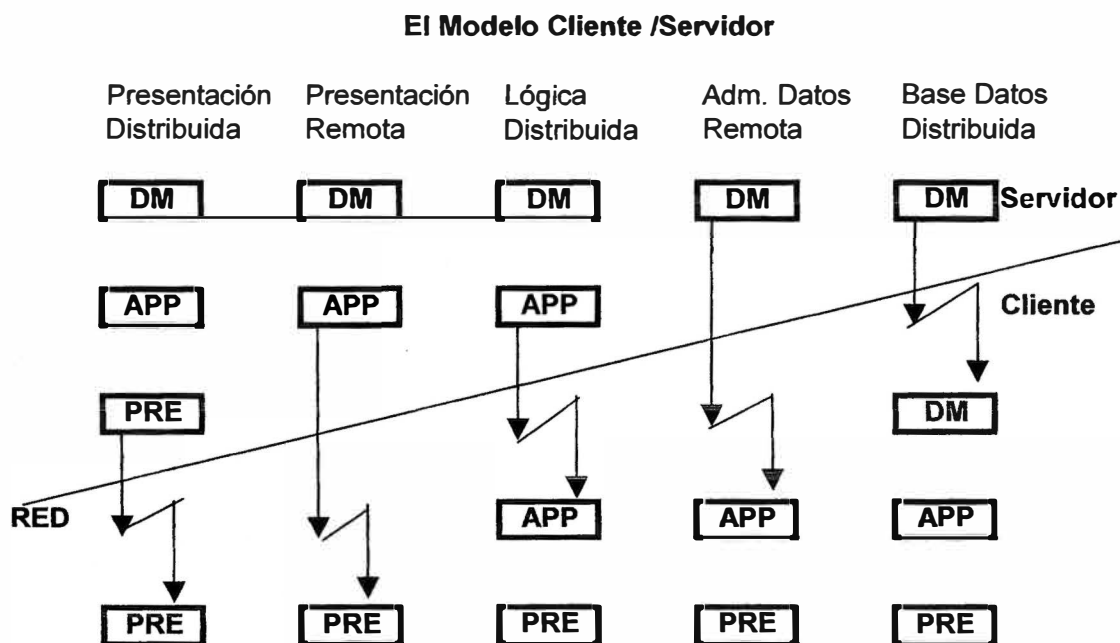 El Modelo Cliente /Servidor
Presentación Presentación Lógica Adm. Datos Base Datos
Distribuida Remota Distribuida Remota Distribuida
DM DM DM DM DM Servidor
APP APP APP Cliente
PRE DM
RED APP APP APP
PRE PRE PRE PRE PRE